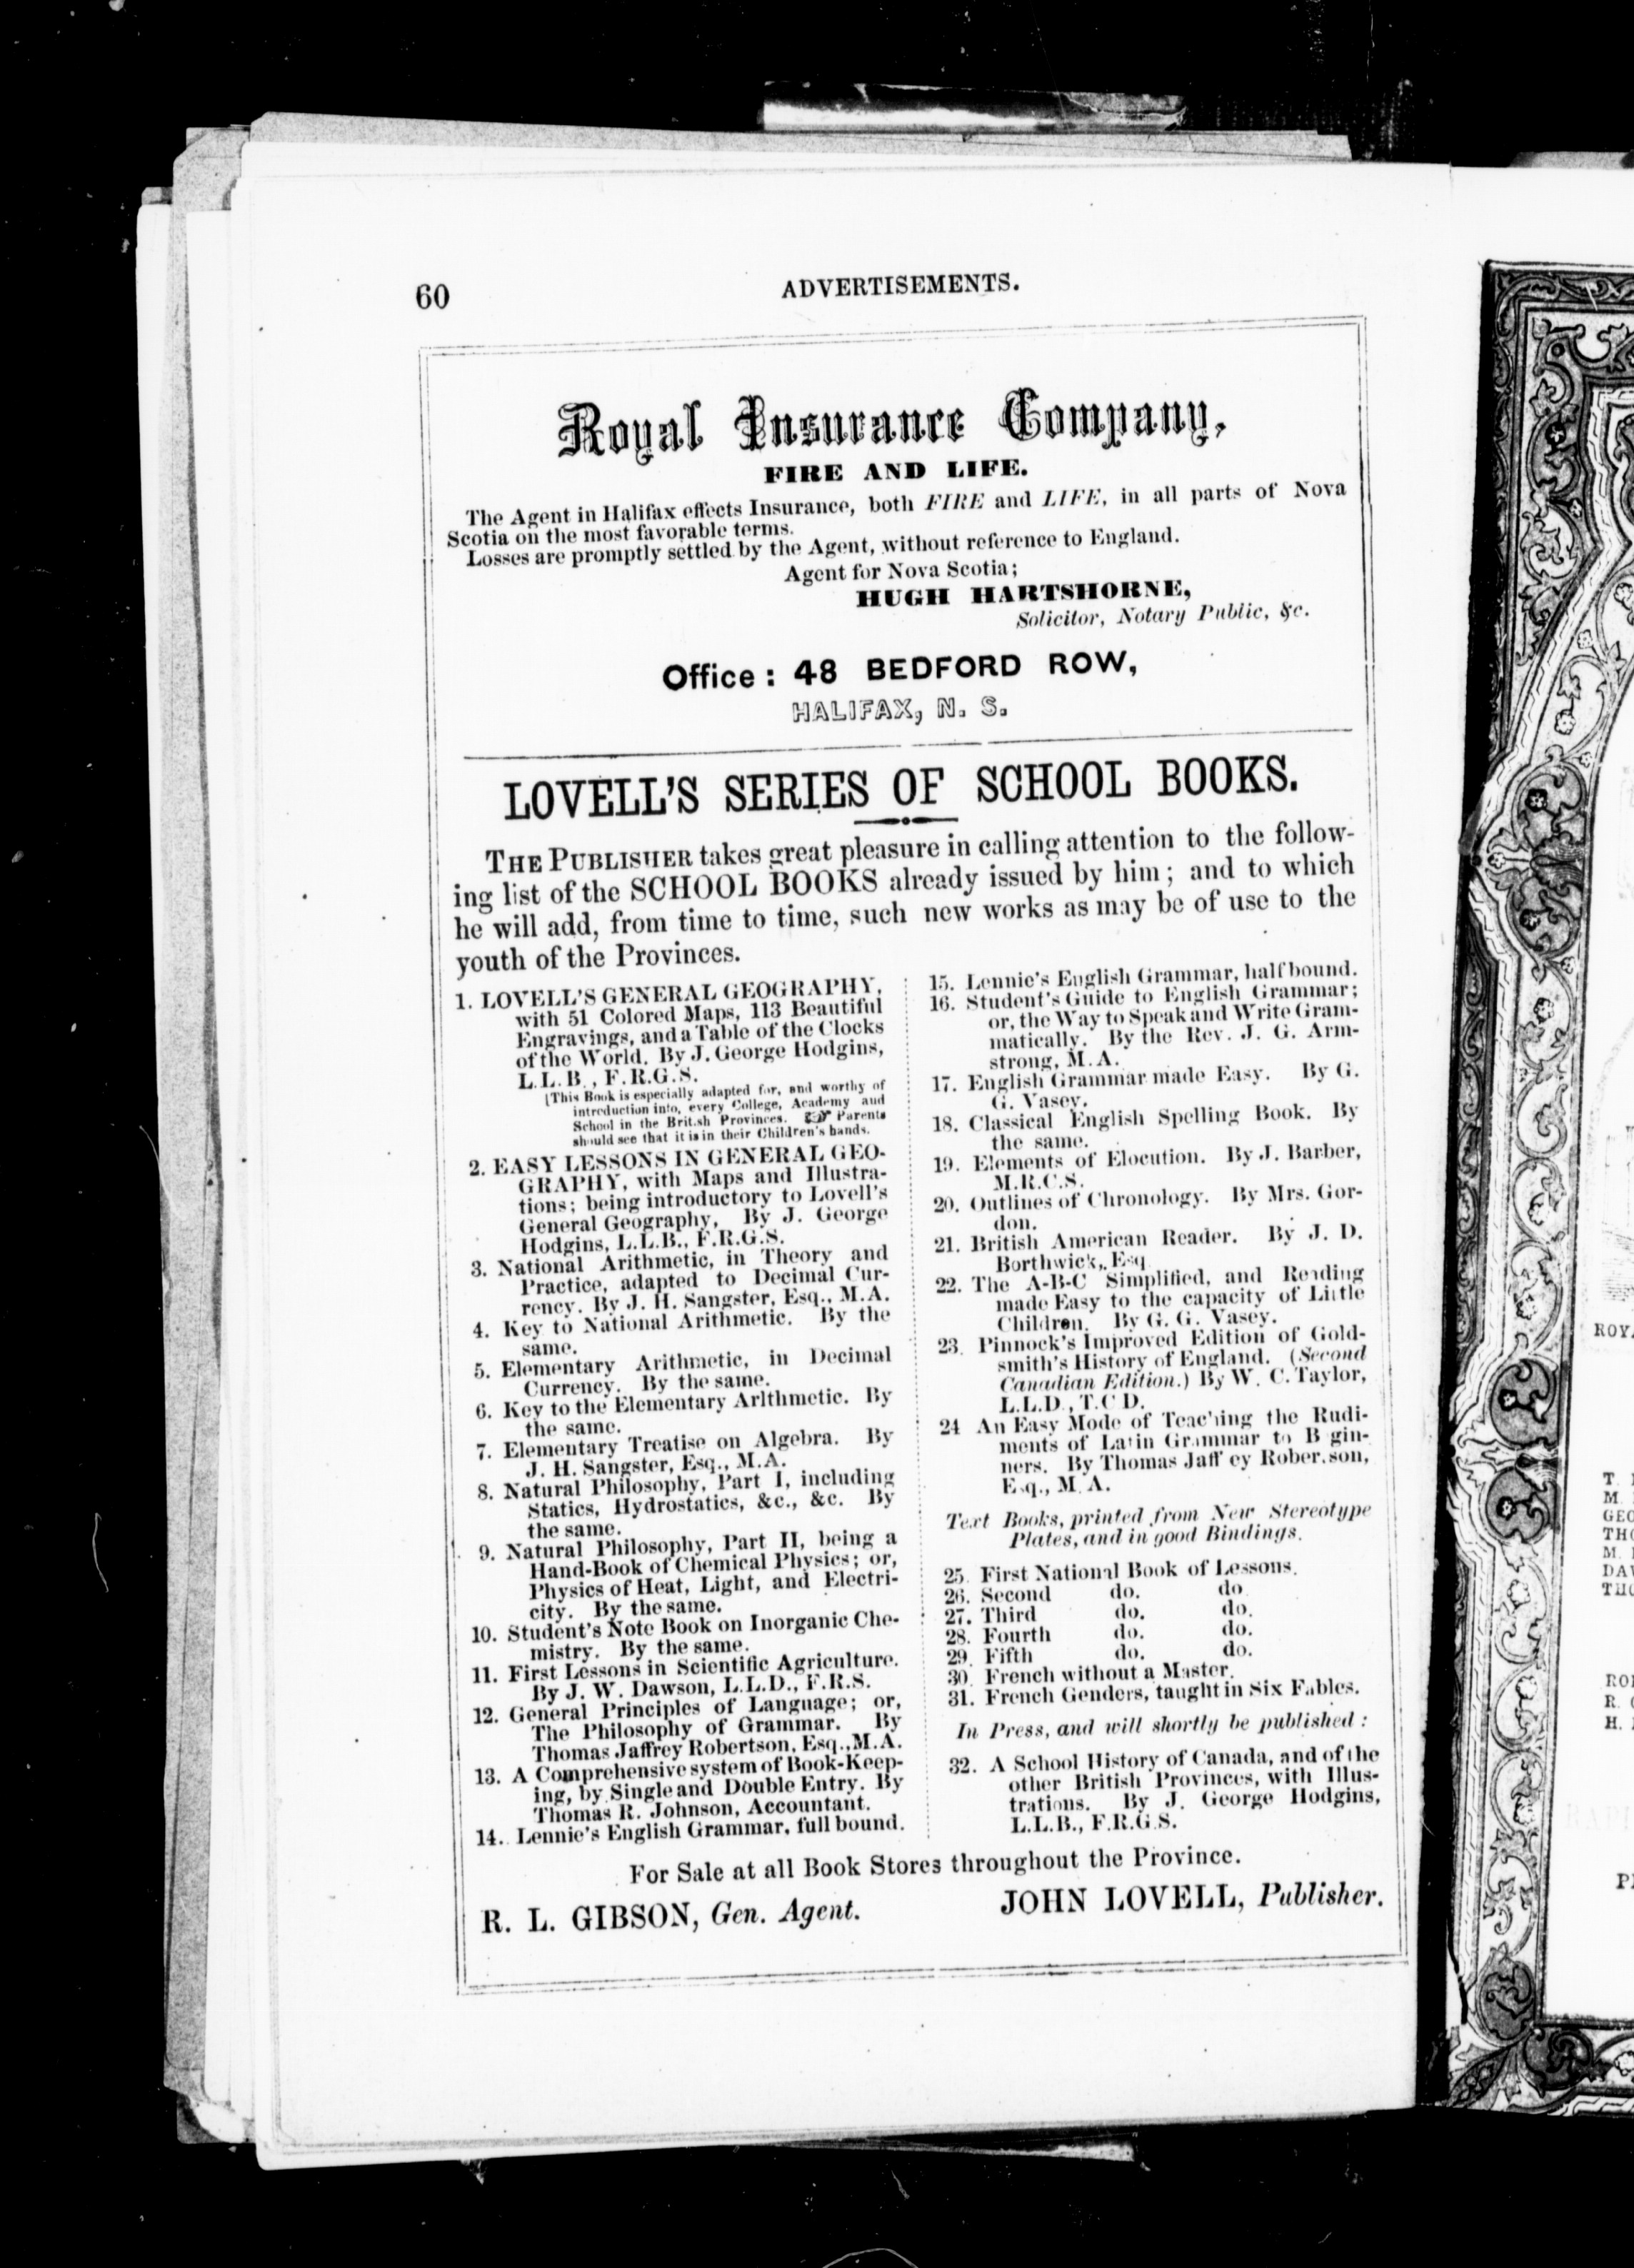 60
ADVERTISEMENTS.
Royal Insurance Company,
FIRE AND LIFE.
The Agent in Halifax effects Insurance, both FIRE and LIFE, in all parts of Nova
Scotia on the most favorable terms.
Losses are promptly settled by the Agent, without reference to England.
Agent for Nova Scotia;
HUGH HARTSHORNE,
Solicitor, Notary Public, &c.
Office: 48 BEDFORD ROW,
HALIFAX, N. S.
LOVELL'S SERIES OF SCHOOL BOOKS.
THE PUBLISHER takes great pleasure in calling attention to the follow-
ing list of the SCHOOL BOOKS already issued by him; and to which
he will add, from time to time, such new works as may be of use to the
youth of the Provinces.
1. LOVELL'S GENERAL GEOGRAPHY,
with 51 Colored Maps, 113 Beautiful
Engravings, and a Table of the Clocks
of the World. By J. George Hodgins,
L.L.B., F.R.G.S.
[This Book is especially adapted for, and worthy of
introduction into, every College, Academy and
School in the British Provinces. ☞ Parents
should see that it is in their Children's hands.
2. EASY LESSONS IN GENERAL GEO-
GRAPHY, with Maps and Illustra-
tions; being introductory to Lovell's
General Geography, By J. George
Hodgins, L.L.B., F.R.G.S.
3. National Arithmetic, in Theory and
Practice, adapted to Decimal Cur-
rency. By J. H. Sangster, Esq., M.A.
4. Key to National Arithmetic. By the
same.
5. Elementary Arithmetic, in Decimal
Currency. By the same.
6. Key to the Elementary Arithmetic. By
the same.
7. Elementary Treatise on Algebra. By
J. H. Sangster, Esq., M.A.
8. Natural Philosophy, Part I, including
Statics, Hydrostatics, &c., &c. By
the same.
9. Natural Philosophy, Part II, being a
Hand-Book of Chemical Physics; or,
Physics of Heat, Light, and Electri-
city. By the same.
10. Student's Note Book on Inorganic Che-
mistry. By the same.
11. First Lessons in Scientific Agriculture.
By J. W. Dawson, L.L.D., F.R.S.
12. General Principles of Language; or,
The Philosophy of Grammar. By
Thomas Jaffrey Robertson, Esq., M.A.
13. A Comprehensive system of Book-Keep-
ing, by Single and Double Entry. By
Thomas R. Johnson, Accountant.
14. Lennie's English Grammar, full bound.
15. Lennie's English Grammar, half bound.
16. Student's Guide to English Grammar;
or, the Way to Speak and Write Gram-
matically. By the Rev. J. G. Arm-
strong, M.A.
17. English Grammar made Easy. By G.
G. Vasey.
18. Classical English Spelling Book. By
the same.
19. Elements of Elocution. By J. Barber,
M.R.C.S.
20. Outlines of Chronology. By Mrs. Gor-
don.
21. British American Reader. By J. D.
Borthwick, Esq
22. The A-B-C Simplified, and Reading
made Easy to the capacity of Little
Children. By G. G. Vasey.
23. Pinnock's Improved Edition of Gold-
smith's History of England. (Second
Canadian Edition.) By W. C. Taylor,
L.L.D., T.C D.
24 An Easy Mode of Teaching the Rudi-
ments of Latin Grammar to B gin-
ners. By Thomas Jaff ey Rober.son,
Esq., M. A.
Text Books, printed from New Stereotype
Plates, and in good Bindings.
25. First National Book of Lessons.
26. Second do. do
27. Third do. do.
28. Fourth do. do.
29. Fifth do. do.
30. French without a Master.
31. French Genders, taught in Six Fables.
In Press, and will shortly be published:
32. A School History of Canada, and of the
other British Provinces, with Illus-
trations. By J. George Hodgins,
L.L.B., F.R.G.S.
For Sale at all Book Stores throughout the Province.
R. L. GIBSON, Gen. Agent.
JOHN LOVELL, Publisher.